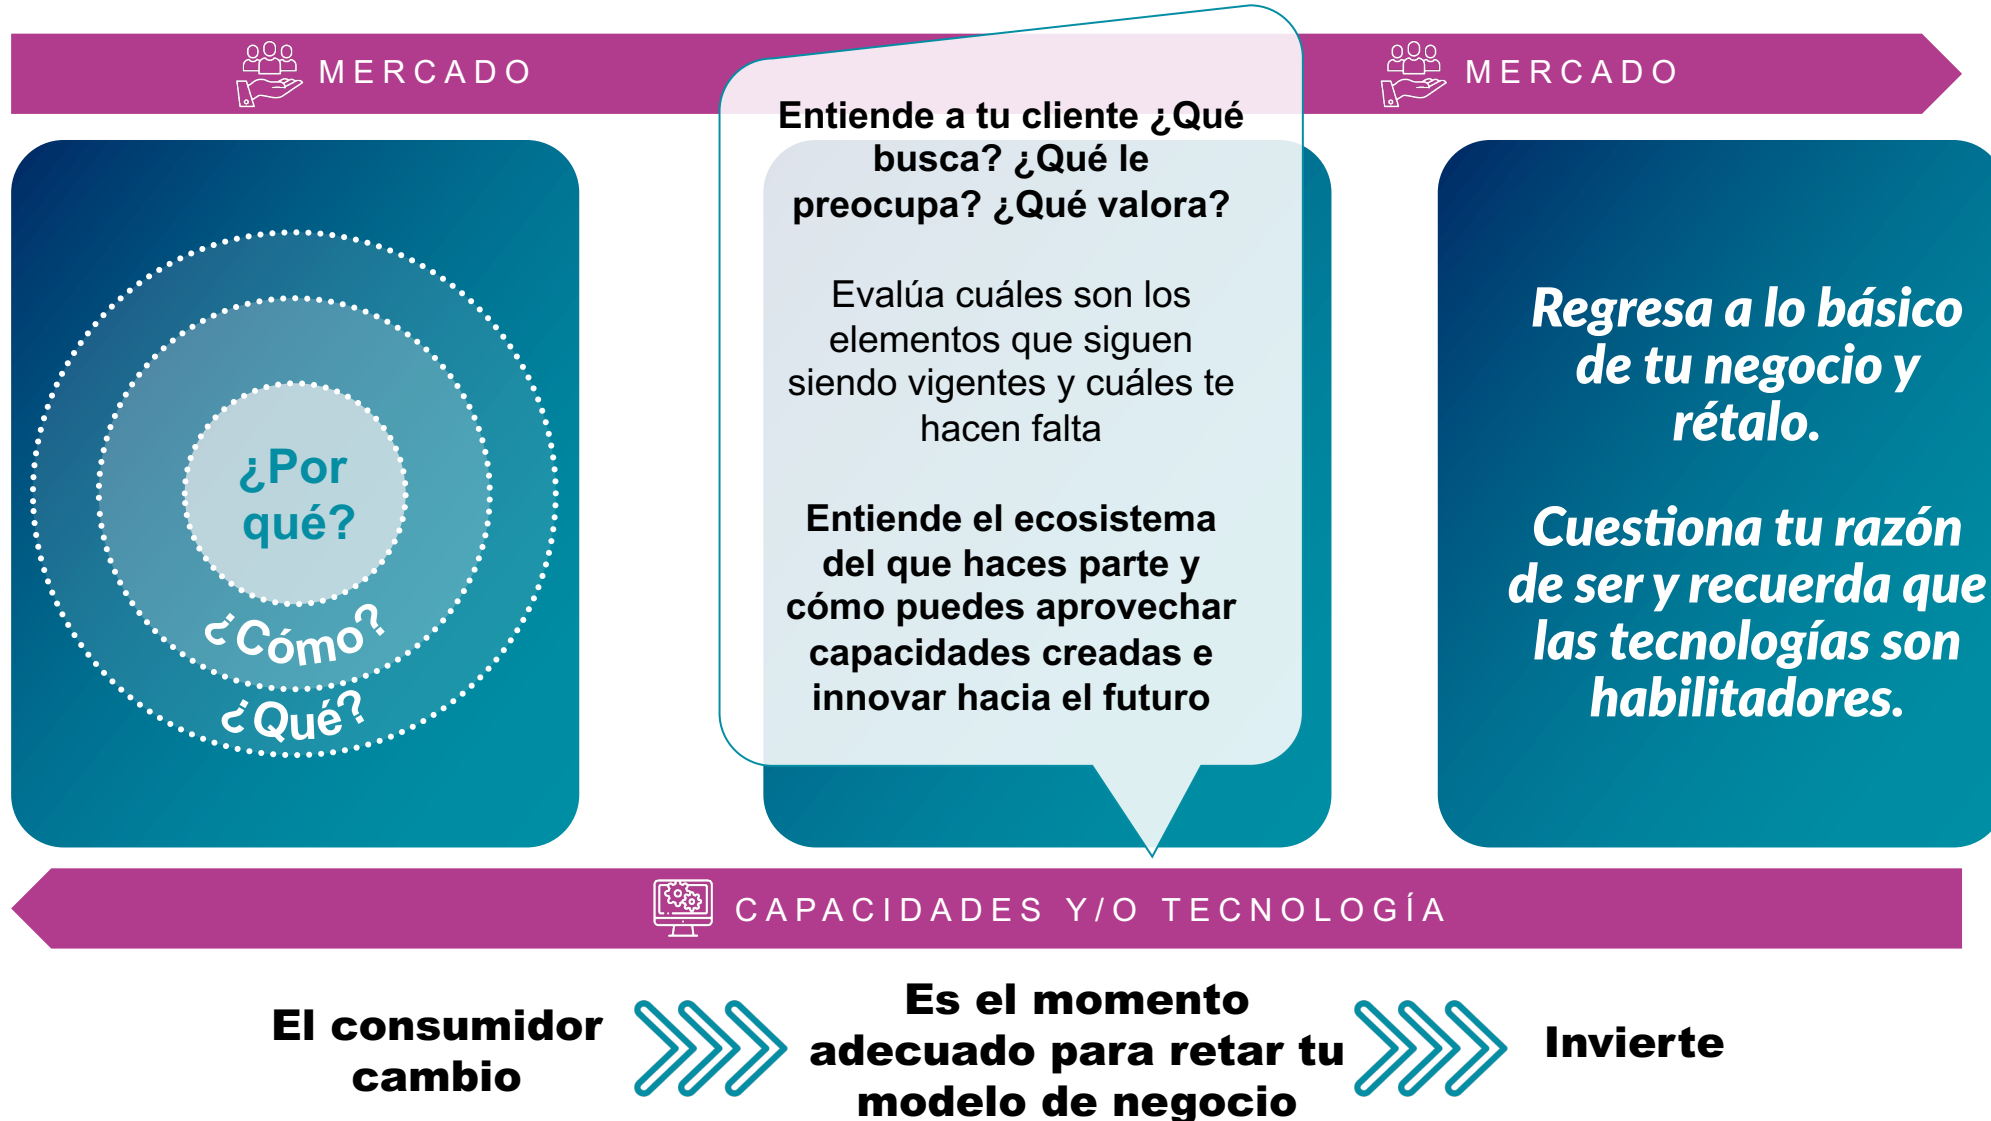 MERCADO
MERCADO
¿Por
qué?
¿Cómo?
¿Qué?
Entiende a tu cliente ¿Qué
busca? ¿Qué le
preocupa? ¿Qué valora?
Evalúa cuáles son los
elementos que siguen
siendo vigentes y cuáles te
hacen falta
Entiende el ecosistema
del que haces parte y
cómo puedes aprovechar
capacidades creadas e
innovar hacia el futuro
Regresa a lo básico
de tu negocio y
rétalo.
Cuestiona tu razón
de ser y recuerda que
las tecnologías son
habilitadores.
CAPACIDADES Y/O TECNOLOGÍA
El consumidor
cambio
Es el momento
adecuado para retar tu
modelo de negocio
Invierte